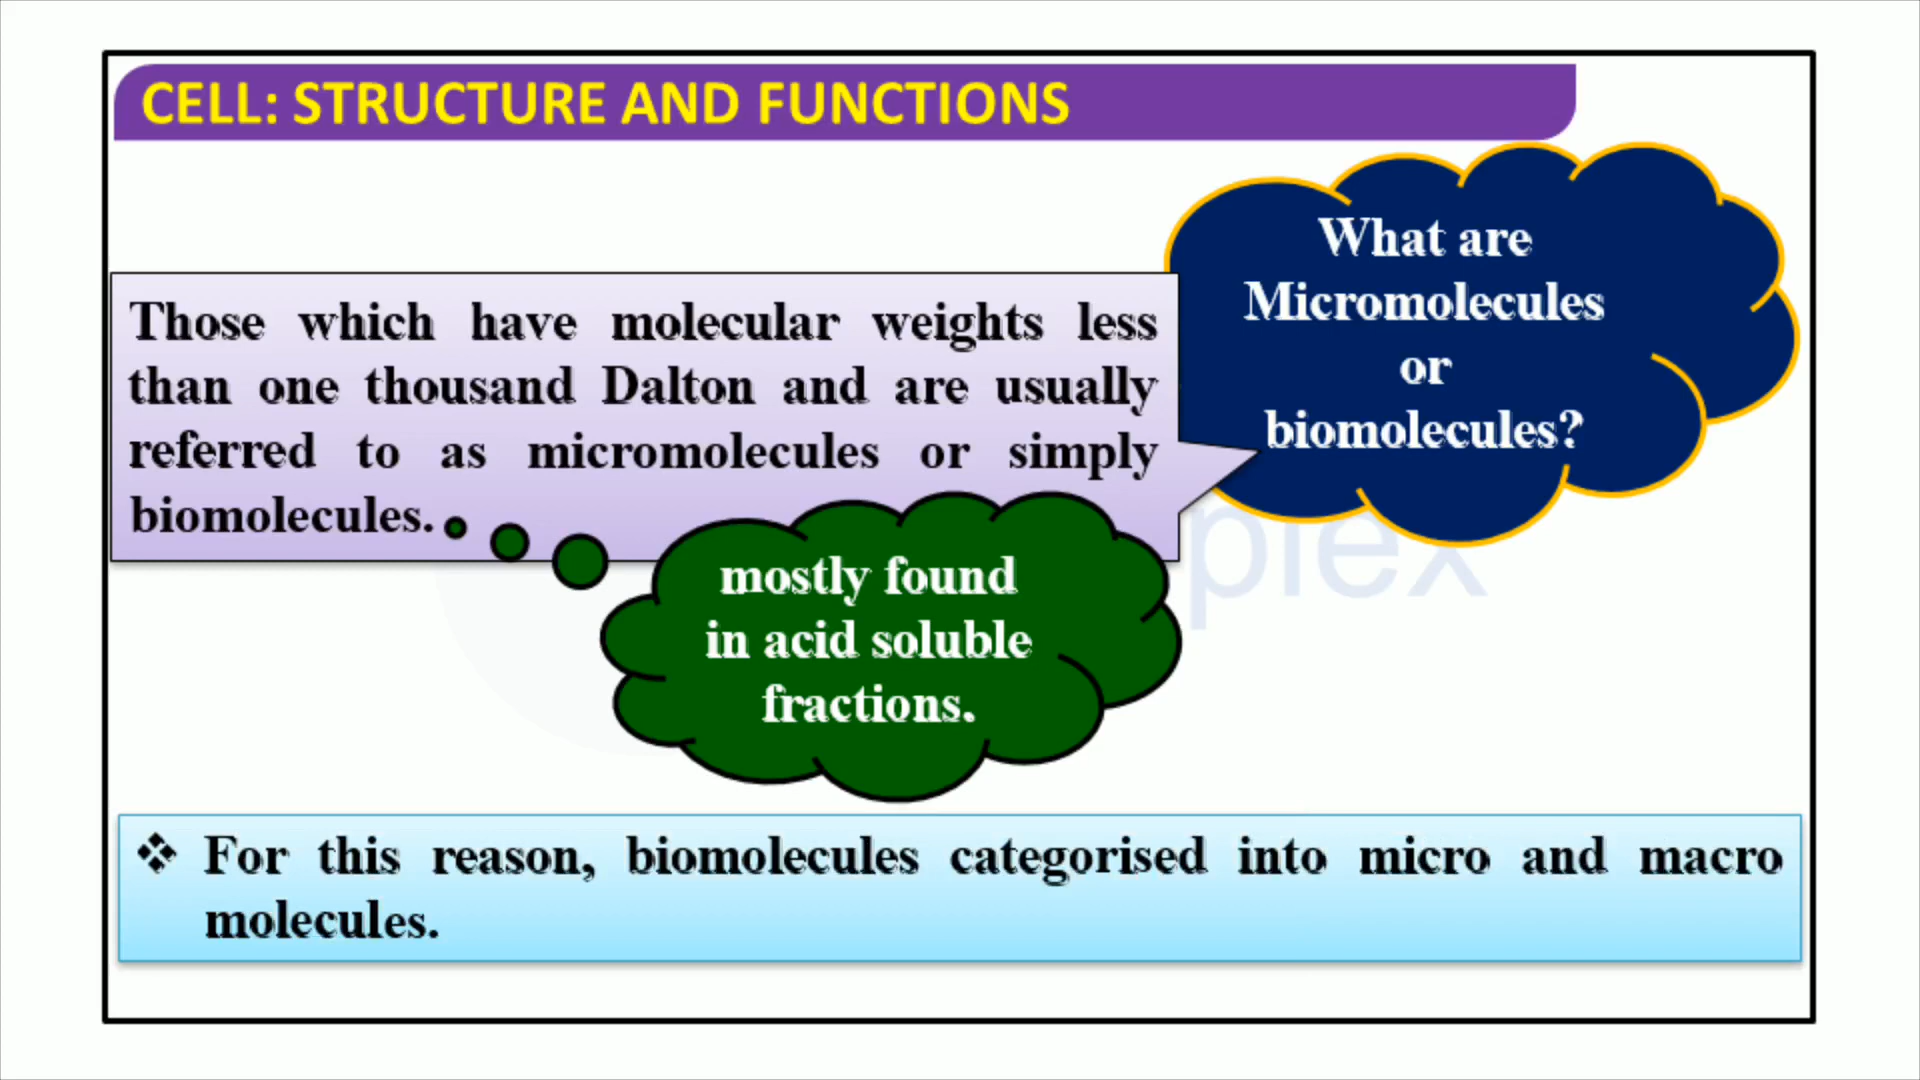 CELL: STRUCTURE AND FUNCTIONS
What are
Micromolecules
or
biomolecules?
Those which have molecular weights less
than one thousand Dalton and are usually
referred to as micromolecules or simply
biomolecules.
mostly found
in acid soluble
fractions.
❖ For this reason, biomolecules categorised into micro and macro
molecules.